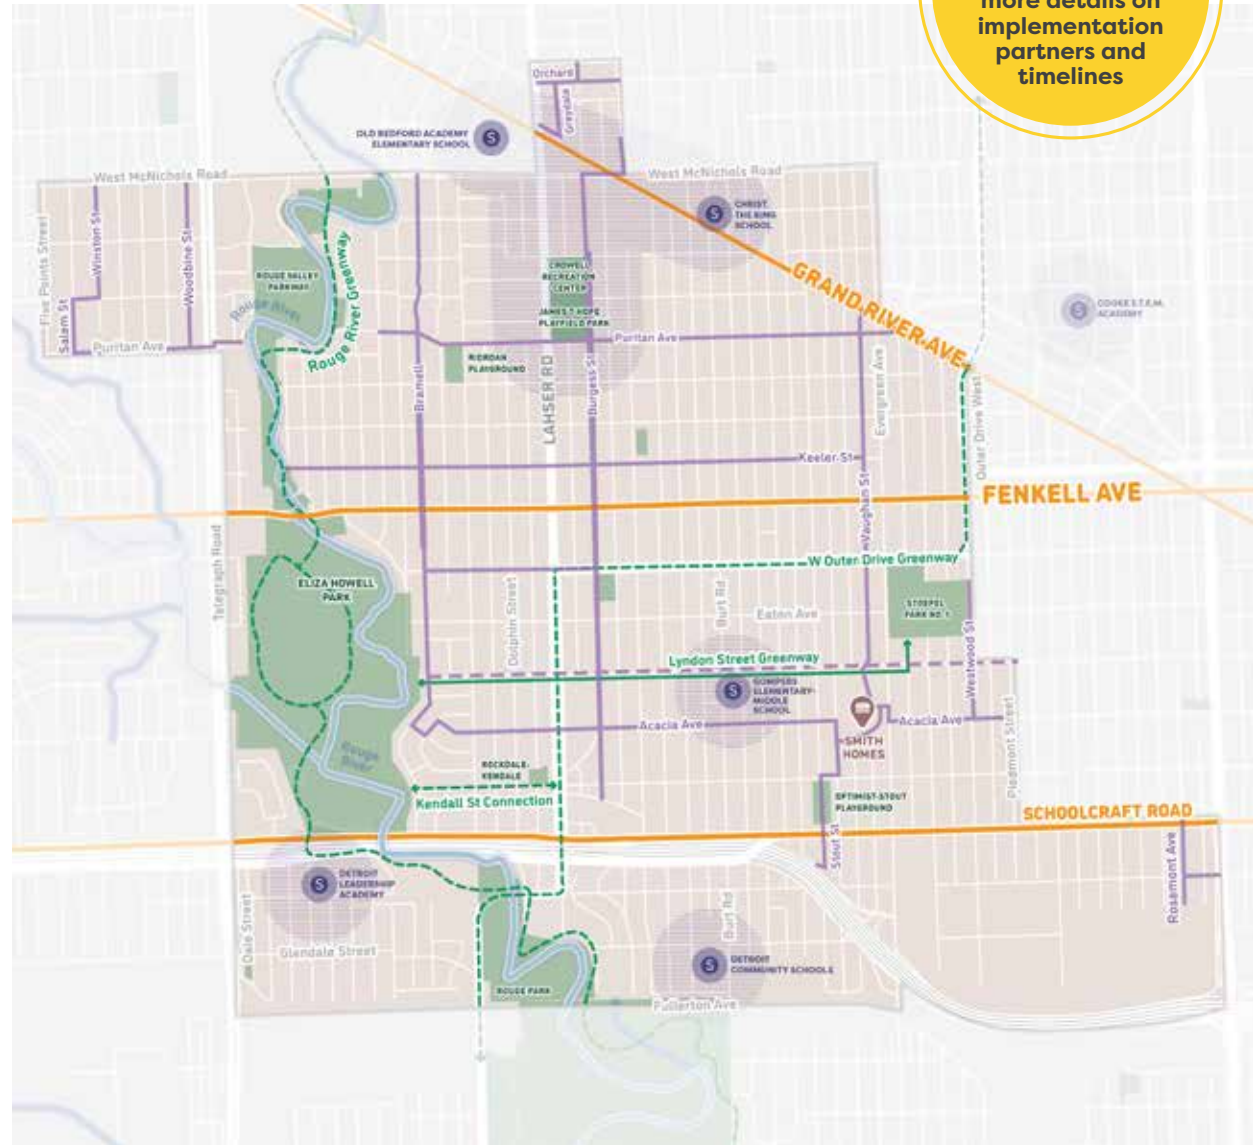 more details on
implementation
partners and
timelines
Orchard
Greydale
OLD REDFORD ACADEMY
ELEMENTARY SCHOOL
West McNichols Road
West McNichols Road
CHRIST
THE KING
SCHOOL
Five Points Street
Winston St
Woodbine St
Salam St
Puritan Ave
ROUGE VALLEY
PARKWAY
Rouge River
Rouge River Greenway
CROWELL
RECREATION
CENTER
PLAYFIELD PARK
GRAND RIVER AVE
COOKE S.T.E.M.
ACADEMY
Puritan Ave
RIORDAN
PLAYGROUND
Bramell
LAHSER RD
Burgess St
Evergreen Ave
Outer Drive West
Keeler St
FENKELL AVE
Vaughan St
Telegraph Road
W Outer Drive Greenway
ELIZA HOWELL
PARK
Dolphin Street
Burt Rd
Eaton Ave
STOEPEL
PARK NO. 1
Westwood St
Lyndon Street Greenway
GOMPERS
ELEMENTARY-
MIDDLE
SCHOOL
Acacia Ave
Acacia Ave
SMITH
HOMES
Piedmont Street
Rouge
River
ROCKDALE-
KENDALE
Kendall St Connection
OPTIMIST-STOUT
PLAYGROUND
SCHOOLCRAFT ROAD
Stout St
Rosemont Ave
DETROIT
LEADERSHIP
ACADEMY
Dale Street
Glendale Street
Burt Rd
DETROIT
COMMUNITY SCHOOLS
ROUGE PARK
Fullerton Ave